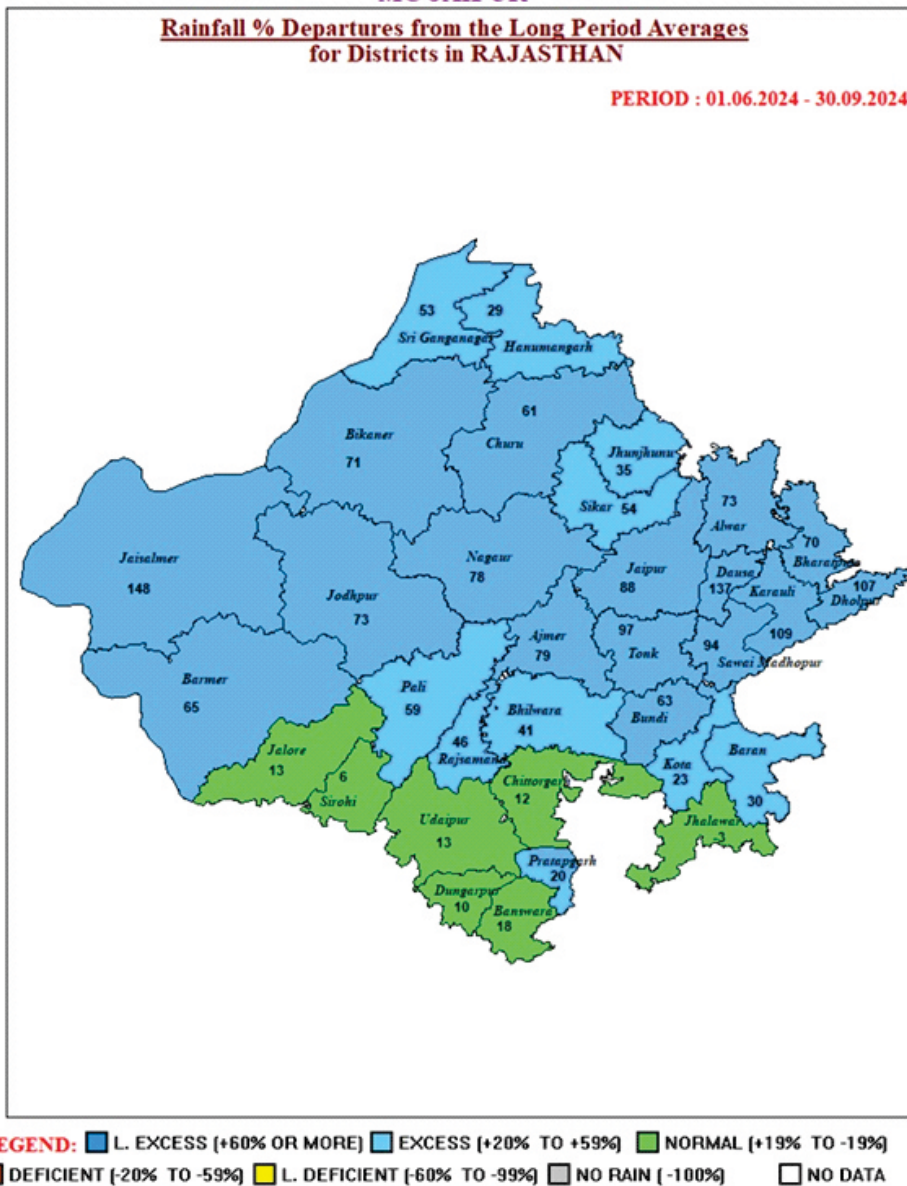 Rainfall % Departures from the Long Period Averages
for Districts in RAJASTHAN
PERIOD : 01.06.2024 - 30.09.2024
53
Sri Ganganagar
29
Hanumangarh
Bikaner
71
61
Churu
Jhunjhunu
35
Sikar 54
73
Alwar
70
Bharatpur
Jaisalmer
148
Jodhpur
73
Nagaur
78
Jaipur
88
Dausa
137
Karauli
109
107
Dholpur
Ajmer
79
97
Tonk
94
Sawai Madhopur
Barmer
65
Pali
59
46
Rajsamand
Bhilwara
41
63
Bundi
Kota
23
Baran
30
Jalore
13
6
Sirohi
Udaipur
13
Chittorgarh
12
Jhalawar
-3
Pratapgarh
20
Dungarpur
10
Banswara
18
EGEND: L. EXCESS (+60% OR MORE) EXCESS (+20% TO +59%) NORMAL (+19% TO -19%)
DEFICIENT (-20% TO -59%) L. DEFICIENT (-60% TO -99%) NO RAIN (-100%) NO DATA